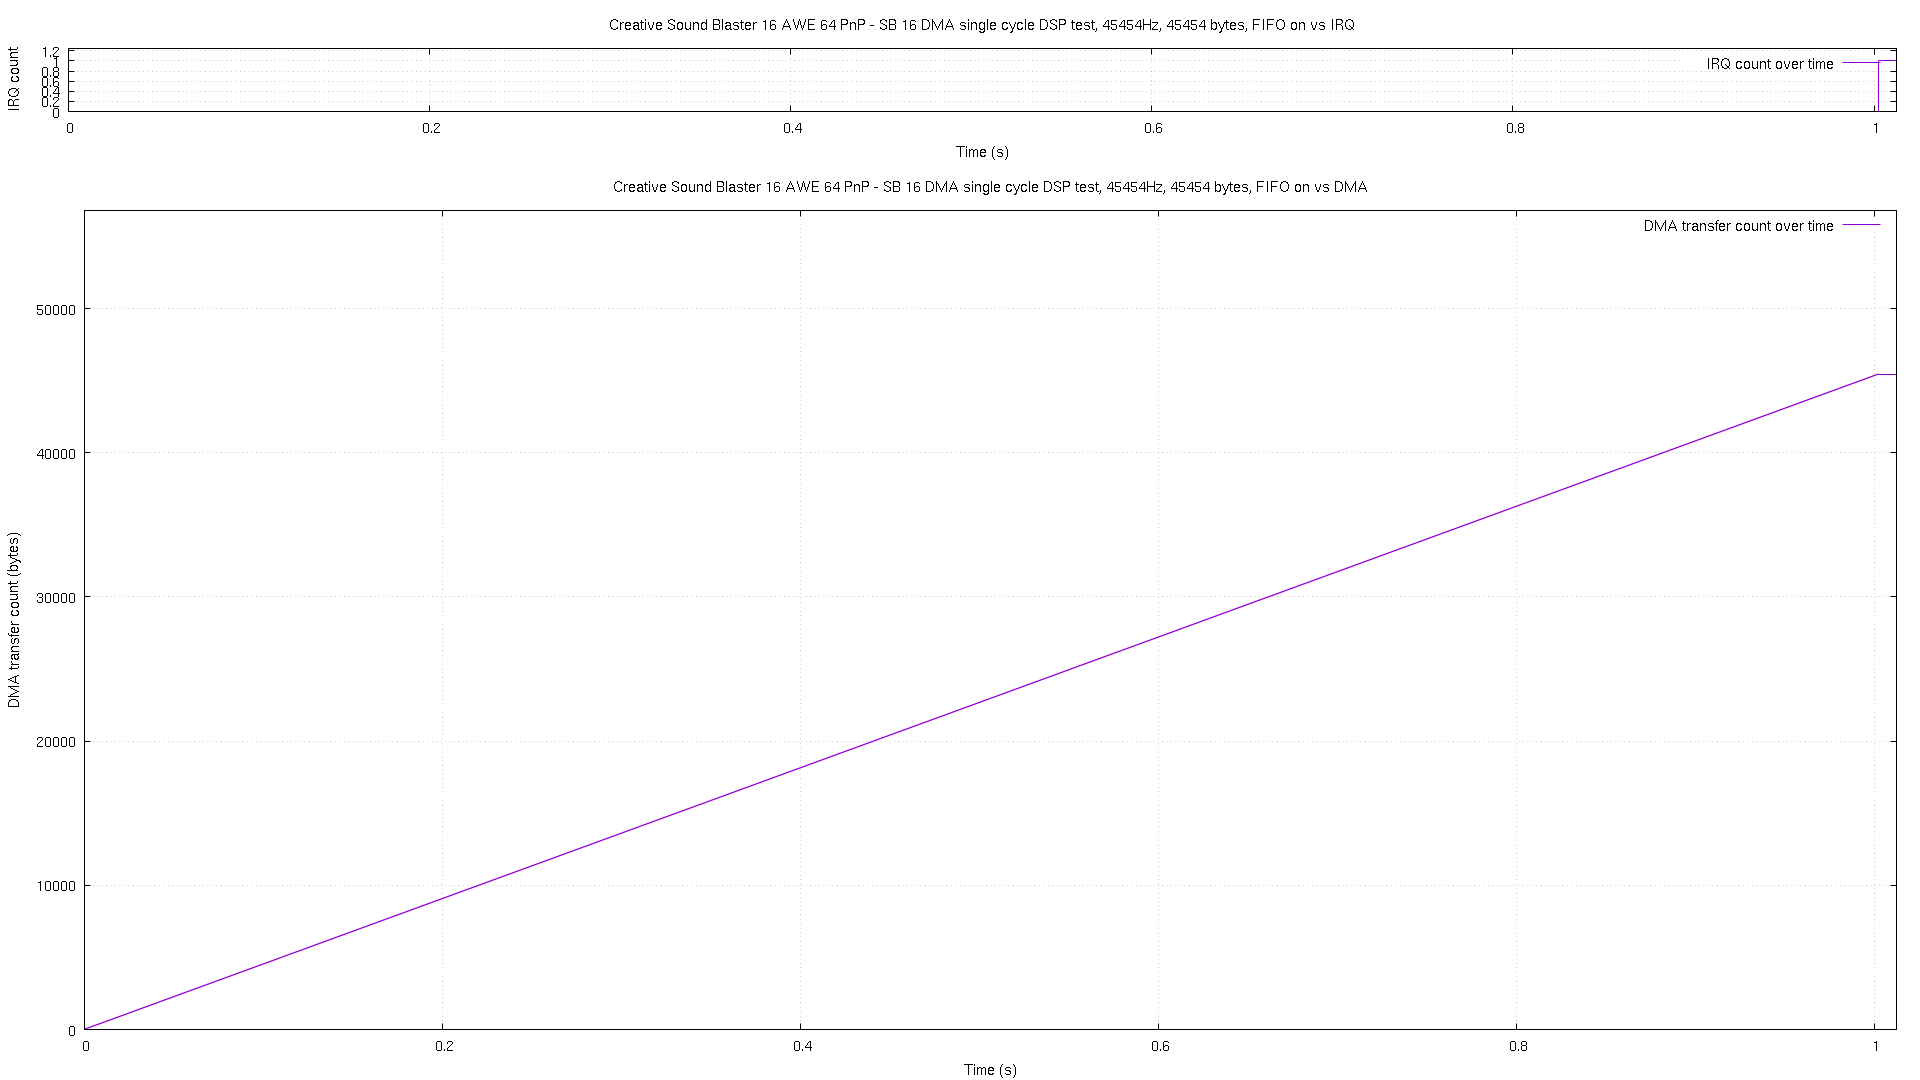 Creative Sound Blaster 16 AWE 64 PnP - SB 16 DMA single cycle DSP test, 45454Hz, 45454 bytes, FIFO on vs IRQ
IRQ count
1.2
1
0.8
0.6
0.4
0.2
0
IRQ count over time
0 0.2 0.4 0.6 0.8 1
Time (s)
Creative Sound Blaster 16 AWE 64 PnP - SB 16 DMA single cycle DSP test, 45454Hz, 45454 bytes, FIFO on vs DMA
DMA transfer count over time
DMA transfer count (bytes)
50000
40000
30000
20000
10000
0
0 0.2 0.4 0.6 0.8 1
Time (s)